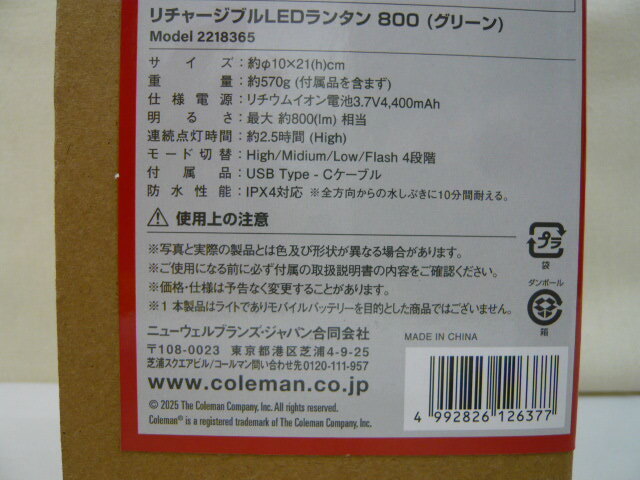 リチャージブルLEDランタン 800 (グリーン)
Model 2218365
サイズ：約φ10×21(h)cm
重量：約570g (付属品を含まず)
仕様電源：リチウムイオン電池3.7V4,400mAh
明るさ：最大 約800(lm) 相当
連続点灯時間：約2.5時間 (High)
モード切替：High/Midium/Low/Flash 4段階
付属品：USB Type - Cケーブル
防水性能：IPX4対応 ※全方向からの水しぶきに10分間耐える。
使用上の注意
※写真と実際の製品とは色及び形状が異なる場合があります。
※ご使用になる前に必ず付属の取扱説明書の内容をご確認ください。
※価格・仕様は予告なく変更することがあります。
※1 本製品はライトでありモバイルバッテリーを目的とした商品ではございません。
プラ
袋
ダンボール
箱
ニューウェルブランズ・ジャパン合同会社
〒108-0023 東京都港区芝浦4-9-25
芝浦スクエアビル/コールマン問い合わせ先0120-111-957
www.coleman.co.jp
© 2025 The Coleman Company, Inc. All rights reserved.
Coleman® is a registered trademark of The Coleman Company, Inc.
MADE IN CHINA
4 992826 126377